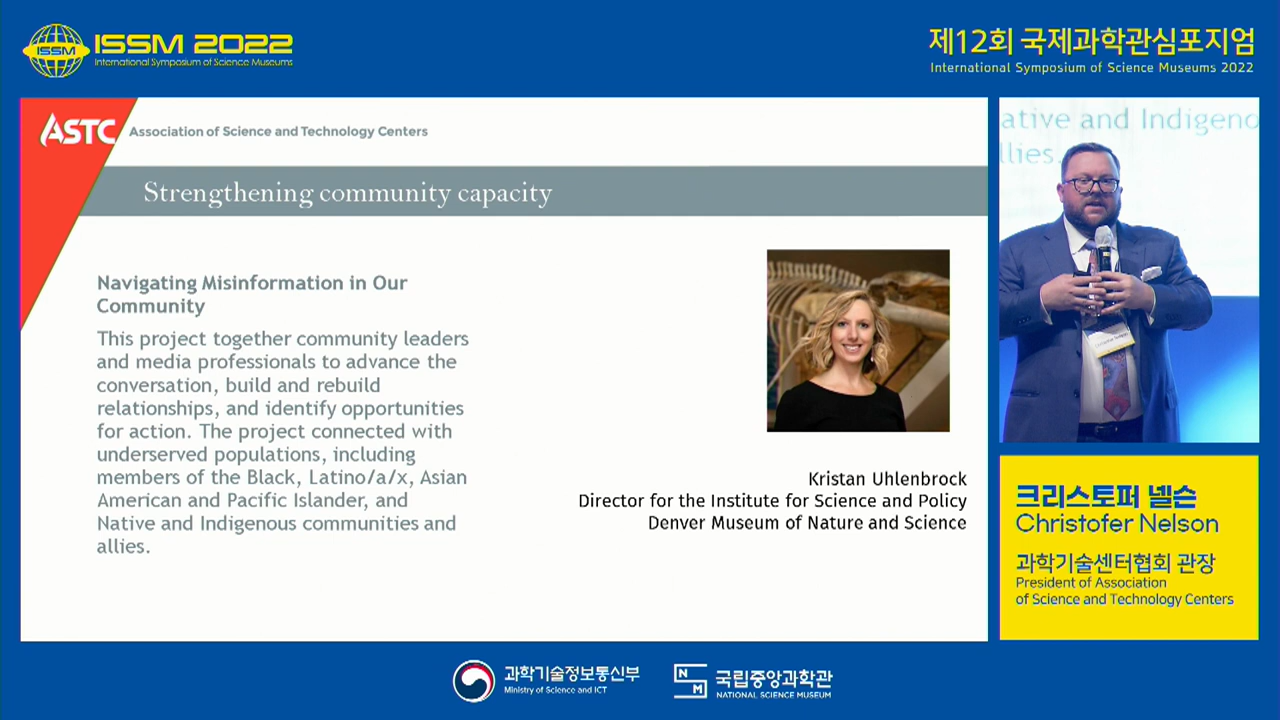 ISSM
ISSM 2022
International Symposium of Science Museums
제12회 국제과학관심포지엄
International Symposium of Science Museums 2022
ASTC
Association of Science and Technology Centers
Strengthening community capacity
Navigating Misinformation in Our
Community
This project together community leaders
and media professionals to advance the
conversation, build and rebuild
relationships, and identify opportunities
for action. The project connected with
underserved populations, including
members of the Black, Latino/a/x, Asian
American and Pacific Islander, and
Native and Indigenous communities and
allies.
Kristan Uhlenbrock
Director for the Institute for Science and Policy
Denver Museum of Nature and Science
ative and Indigeno
llies.
크리스토퍼 넬슨
Christofer Nelson
과학기술센터협회 관장
President of Association
of Science and Technology Centers
과학기술정보통신부
Ministry of Science and ICT
NSM
국립중앙과학관
NATIONAL SCIENCE MUSEUM